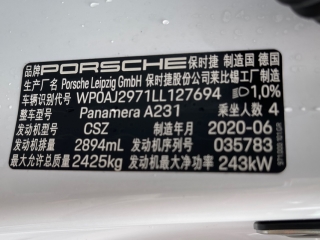 品牌 PORSCHE 保时捷 制造国 德国
生产厂名 Porsche Leipzig GmbH 保时捷股份公司莱比锡工厂制造
车辆识别代号 WP0AJ2971LL127694 1,0%
整车型号 Panamera A231 乘坐人数 4
发动机型号 CSZ 制造年月 2020-06
发动机排量 2894mL 发动机序列号 035783
最大允许总质量 2425kg 发动机最大净功率 243kW